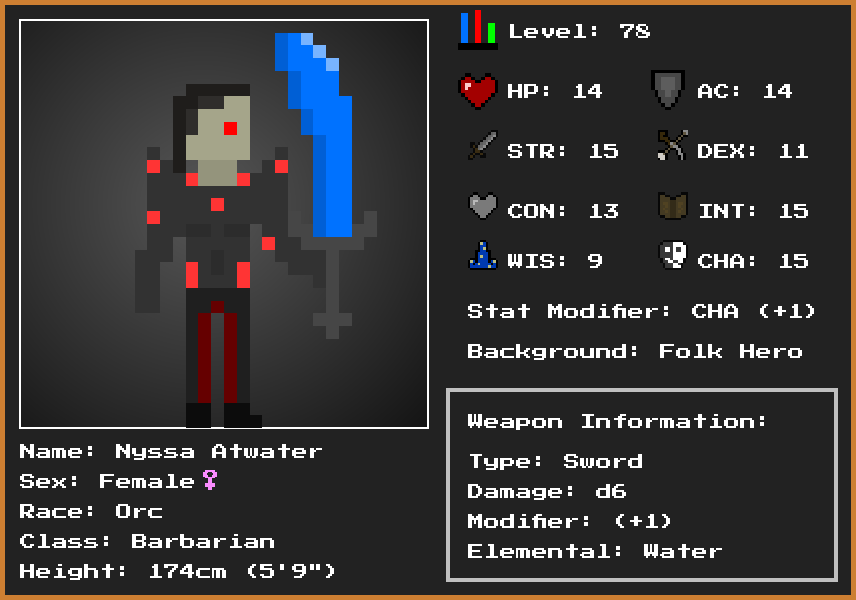 Level: 78
HP: 14 AC: 14
STR: 15 DEX: 11
CON: 13 INT: 15
WIS: 9 CHA: 15
Stat Modifier: CHA (+1)
Background: Folk Hero
Weapon Information:
Type: Sword
Damage: d6
Modifier: (+1)
Elemental: Water
Name: Nyssa Atwater
Sex: Female♀
Race: Orc
Class: Barbarian
Height: 174cm (5'9")